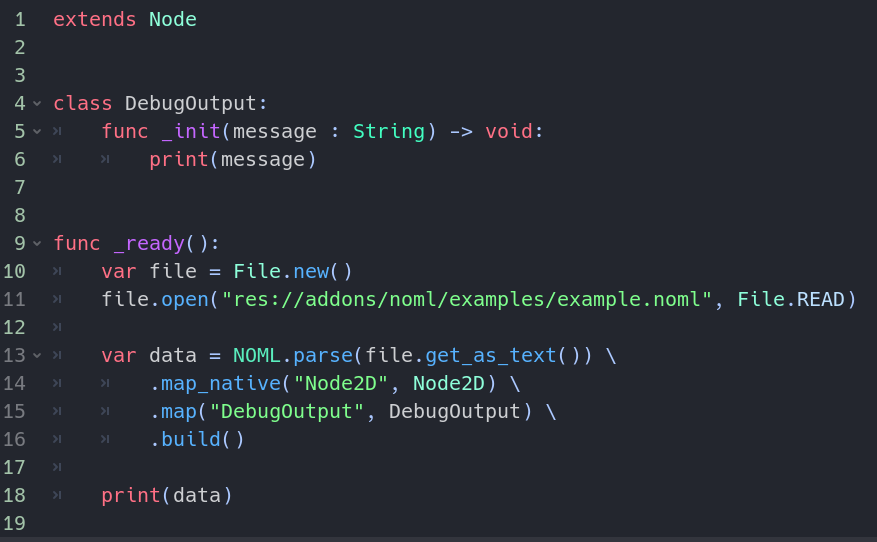 1 extends Node
2
3
4 class DebugOutput:
5 func _init(message : String) -> void:
6 print(message)
7
8
9 func _ready():
10 var file = File.new()
11 file.open("res://addons/noml/examples/example.noml", File.READ)
12
13 var data = NOML.parse(file.get_as_text()) \
14 .map_native("Node2D", Node2D) \
15 .map("DebugOutput", DebugOutput) \
16 .build()
17
18 print(data)
19